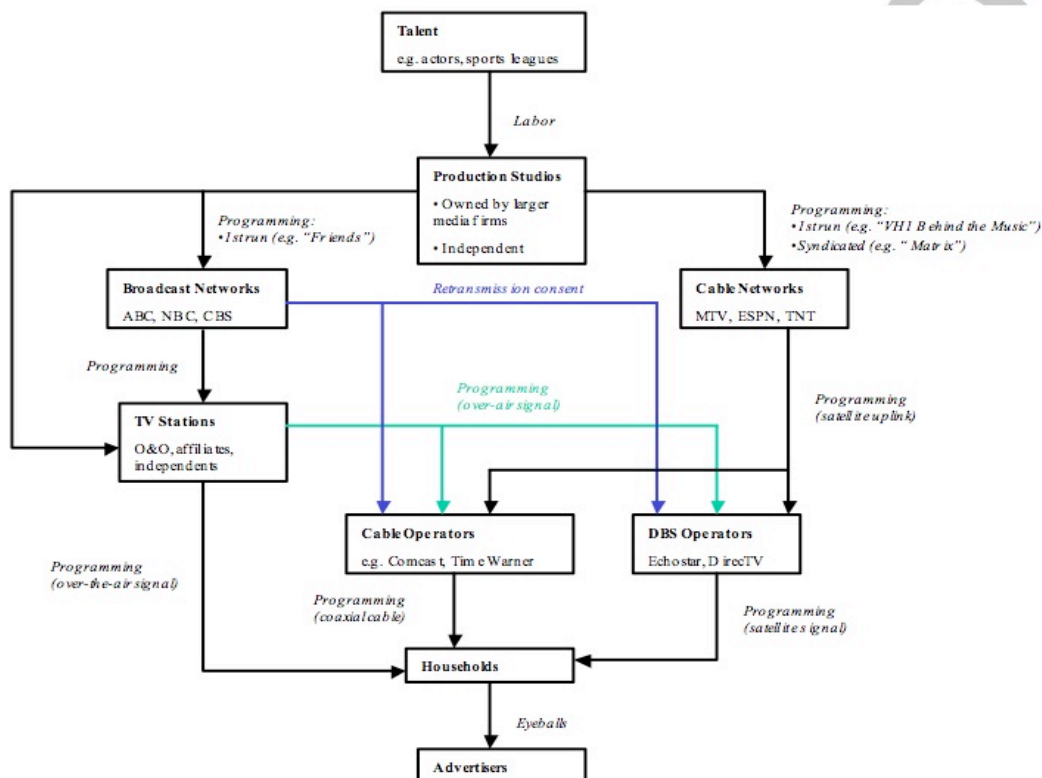 Talent
e.g. actors, sports leagues
Labor
Production Studios
• Owned by larger
media firms
• Independent
Programming:
•1st run (e.g. “Friends”)
Programming:
•1st run (e.g. “VH1 Behind the Music”)
•Syndicated (e.g. “ Matrix”)
Broadcast Networks
ABC, NBC, CBS
Retransmission consent
Cable Networks
MTV, ESPN, TNT
Programming
Programming
(over-air signal)
Programming
(satellite uplink)
TV Stations
O&O, affiliates,
independents
Cable Operators
e.g. Comcast, Time Warner
DBS Operators
Echostar, DirecTV
Programming
(over-the-air signal)
Programming
(coaxial cable)
Programming
(satellite signal)
Households
Eyeballs
Advertisers